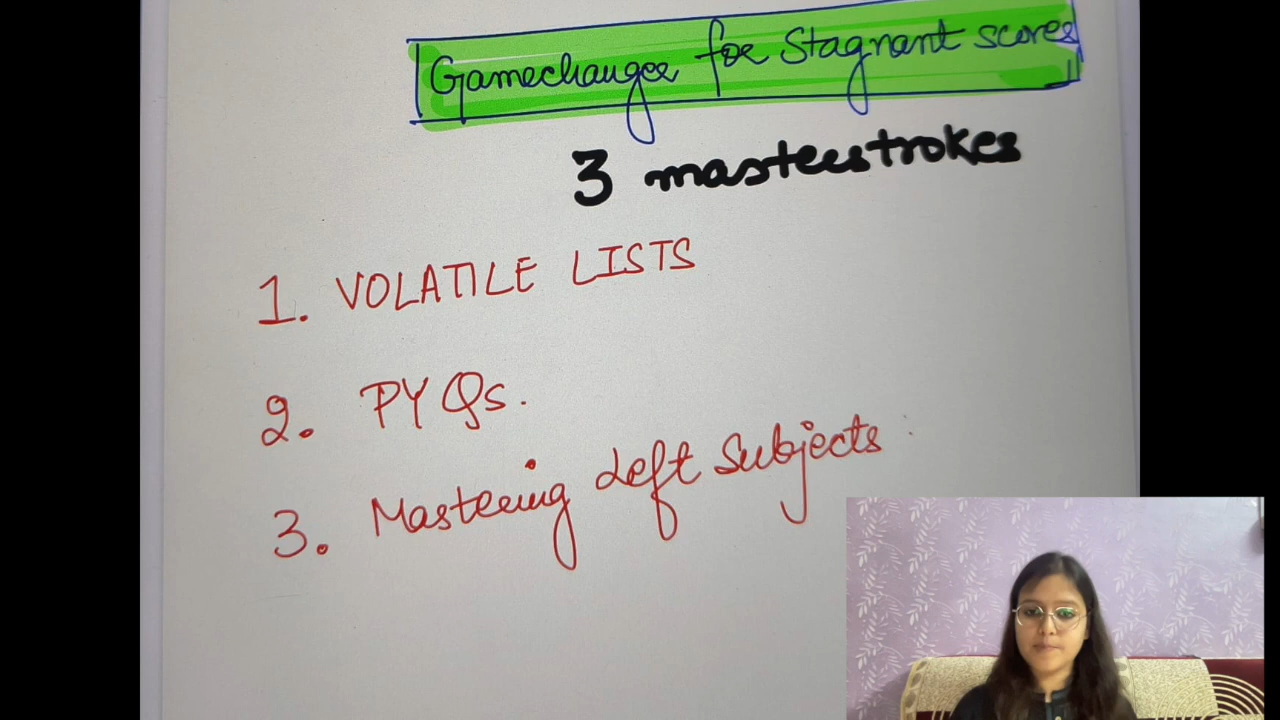 Gamechanger for Stagnant scores
3 masterstrokes
1. VOLATILE LISTS
2. PYQs.
3. Mastering Left Subjects